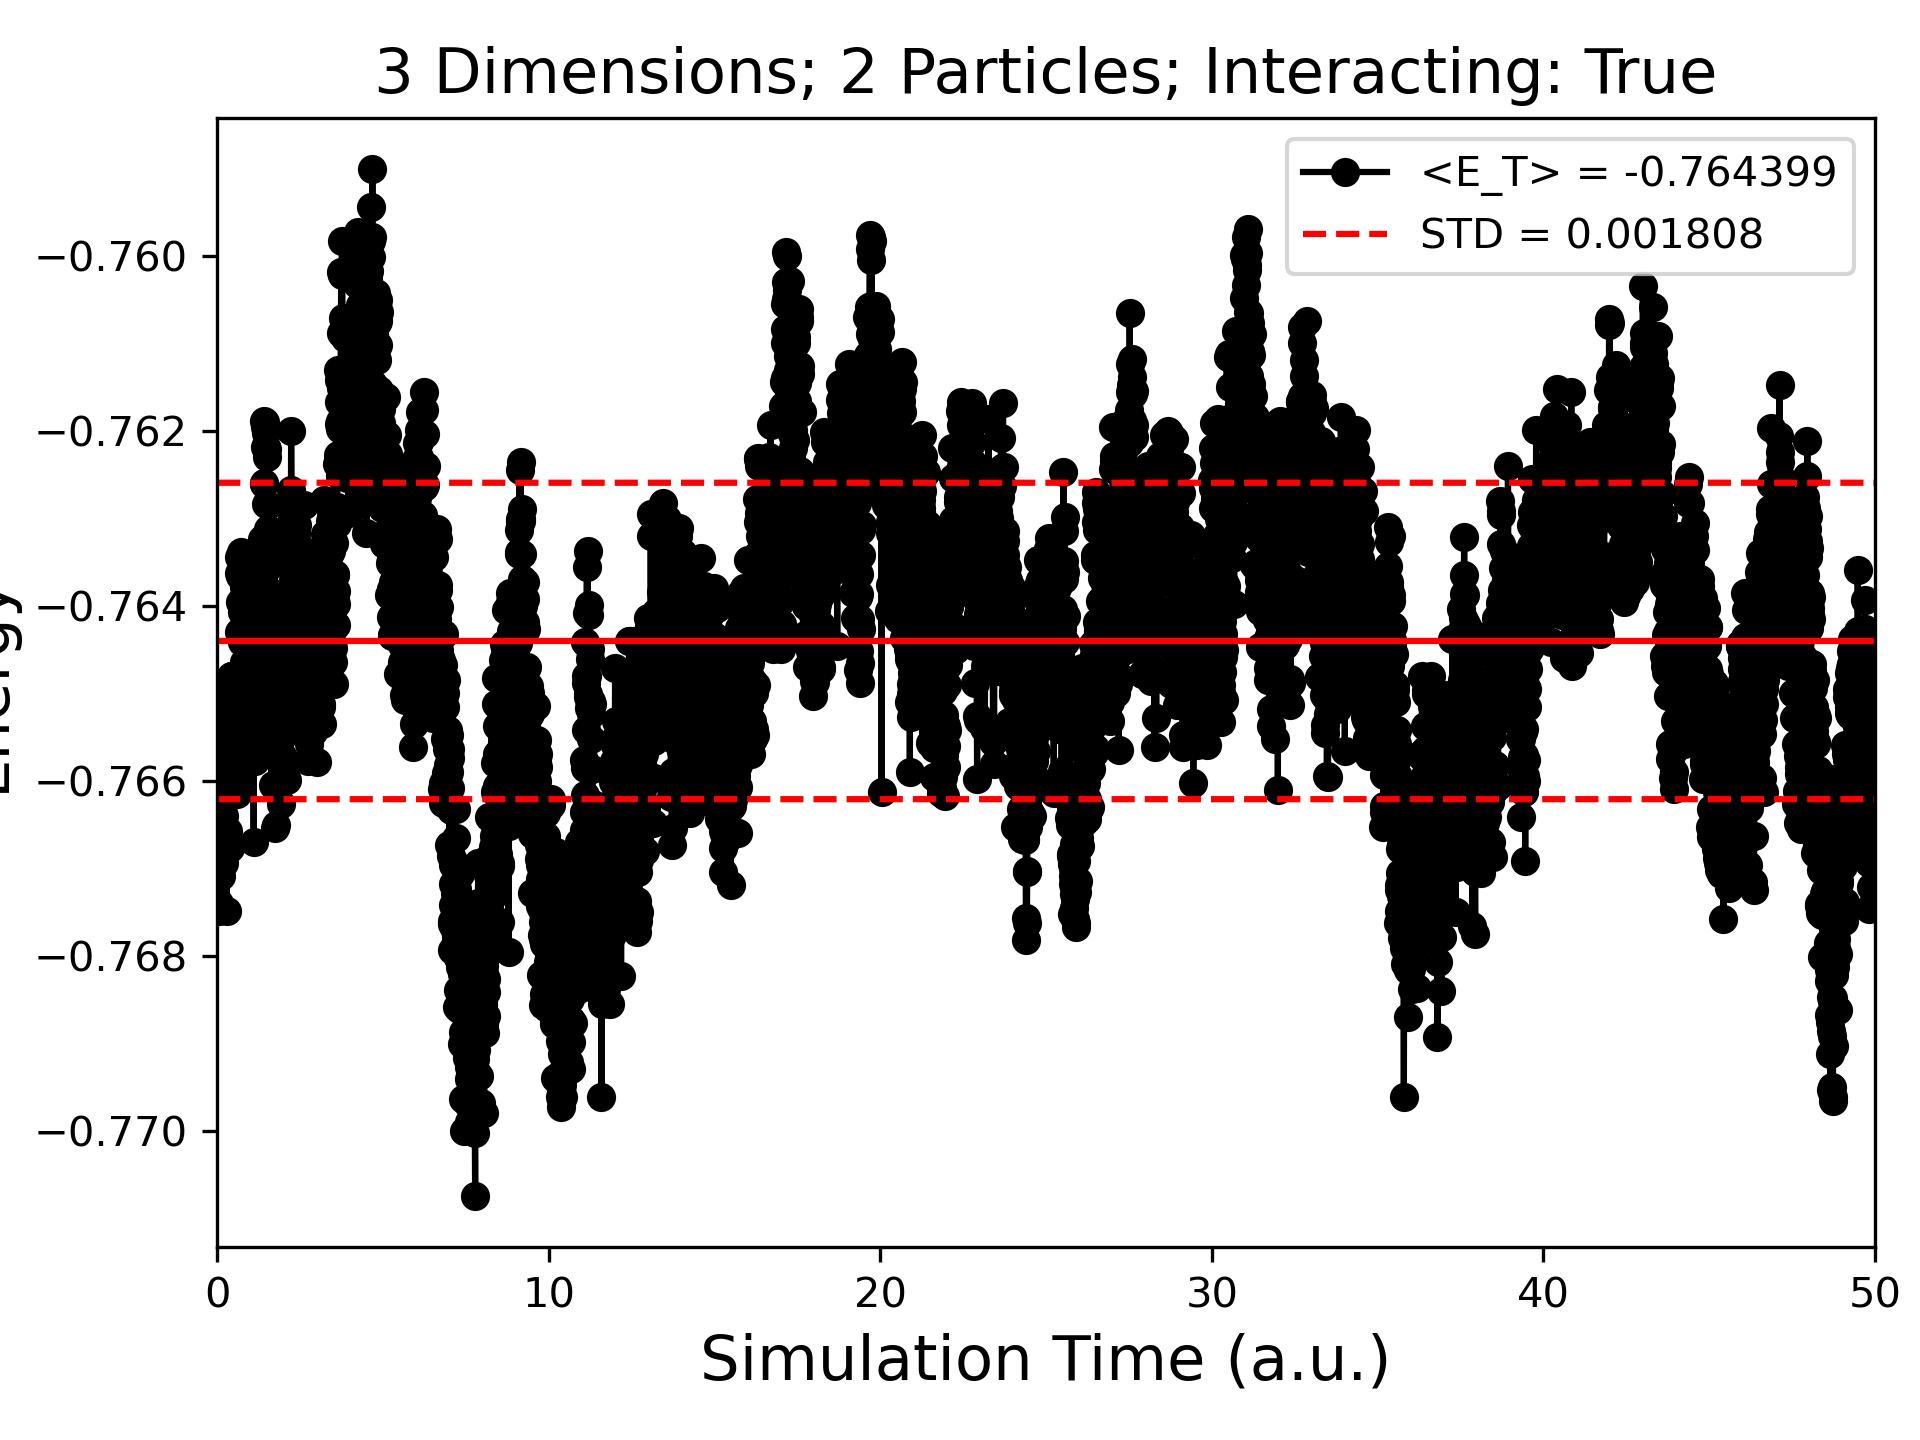 3 Dimensions; 2 Particles; Interacting: True
<E_T> = -0.764399
STD = 0.001808
−0.760
−0.762
−0.764
−0.766
−0.768
−0.770
0 10 20 30 40 50
Simulation Time (a.u.)